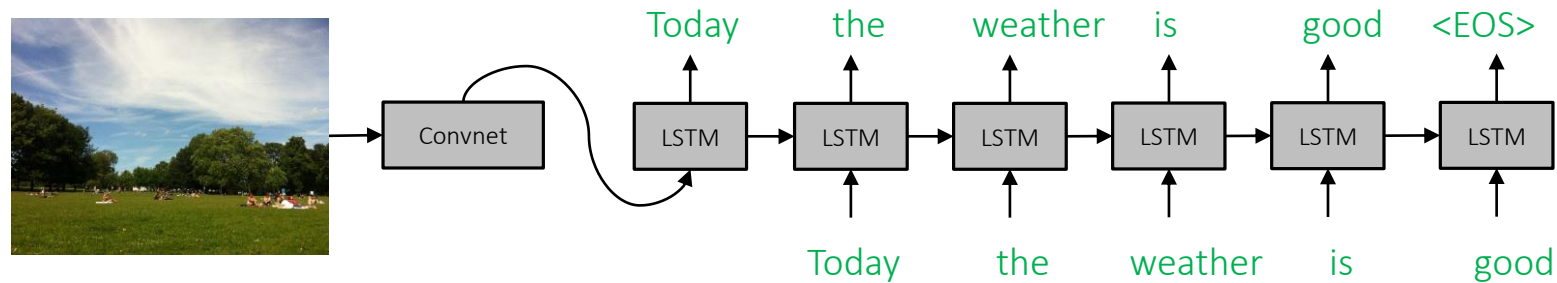 Today the weather is good <EOS>
Convnet LSTM LSTM LSTM LSTM LSTM LSTM
Today the weather is good